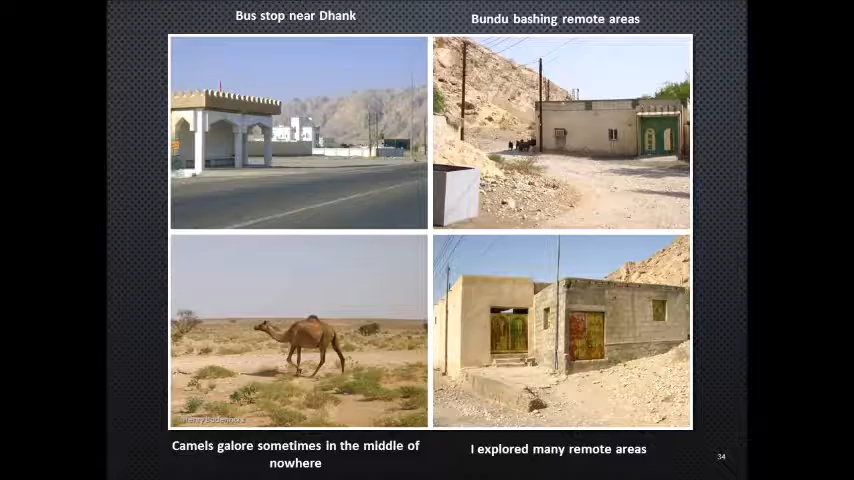 Bus stop near Dhank
Bundu bashing remote areas
Camels galore sometimes in the middle of
nowhere
I explored many remote areas
34